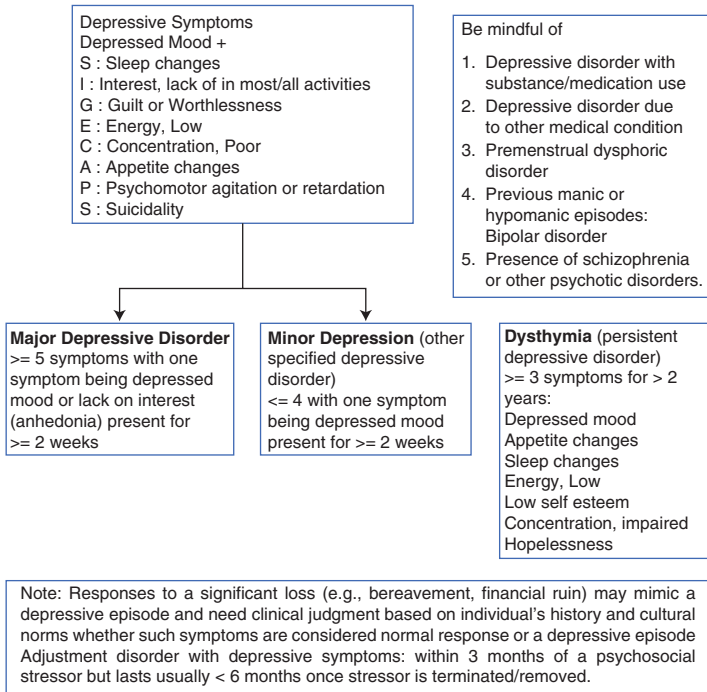 Depressive Symptoms
Depressed Mood +
S : Sleep changes
I : Interest, lack of in most/all activities
G : Guilt or Worthlessness
E : Energy, Low
C : Concentration, Poor
A : Appetite changes
P : Psychomotor agitation or retardation
S : Suicidality
Be mindful of
1. Depressive disorder with
substance/medication use
2. Depressive disorder due
to other medical condition
3. Premenstrual dysphoric
disorder
4. Previous manic or
hypomanic episodes:
Bipolar disorder
5. Presence of schizophrenia
or other psychotic disorders.
Major Depressive Disorder
>= 5 symptoms with one
symptom being depressed
mood or lack on interest
(anhedonia) present for
>= 2 weeks
Minor Depression (other
specified depressive
disorder)
<= 4 with one symptom
being depressed mood
present for >= 2 weeks
Dysthymia (persistent
depressive disorder)
>= 3 symptoms for > 2
years:
Depressed mood
Appetite changes
Sleep changes
Energy, Low
Low self esteem
Concentration, impaired
Hopelessness
Note: Responses to a significant loss (e.g., bereavement, financial ruin) may mimic a
depressive episode and need clinical judgment based on individual's history and cultural
norms whether such symptoms are considered normal response or a depressive episode
Adjustment disorder with depressive symptoms: within 3 months of a psychosocial
stressor but lasts usually < 6 months once stressor is terminated/removed.